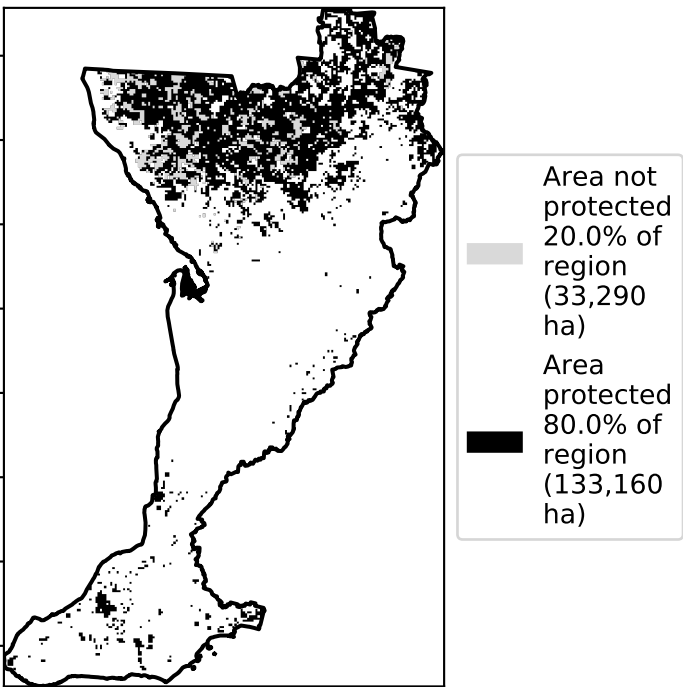 Area not
protected
20.0% of
region
(33,290
ha)
Area
protected
80.0% of
region
(133,160
ha)